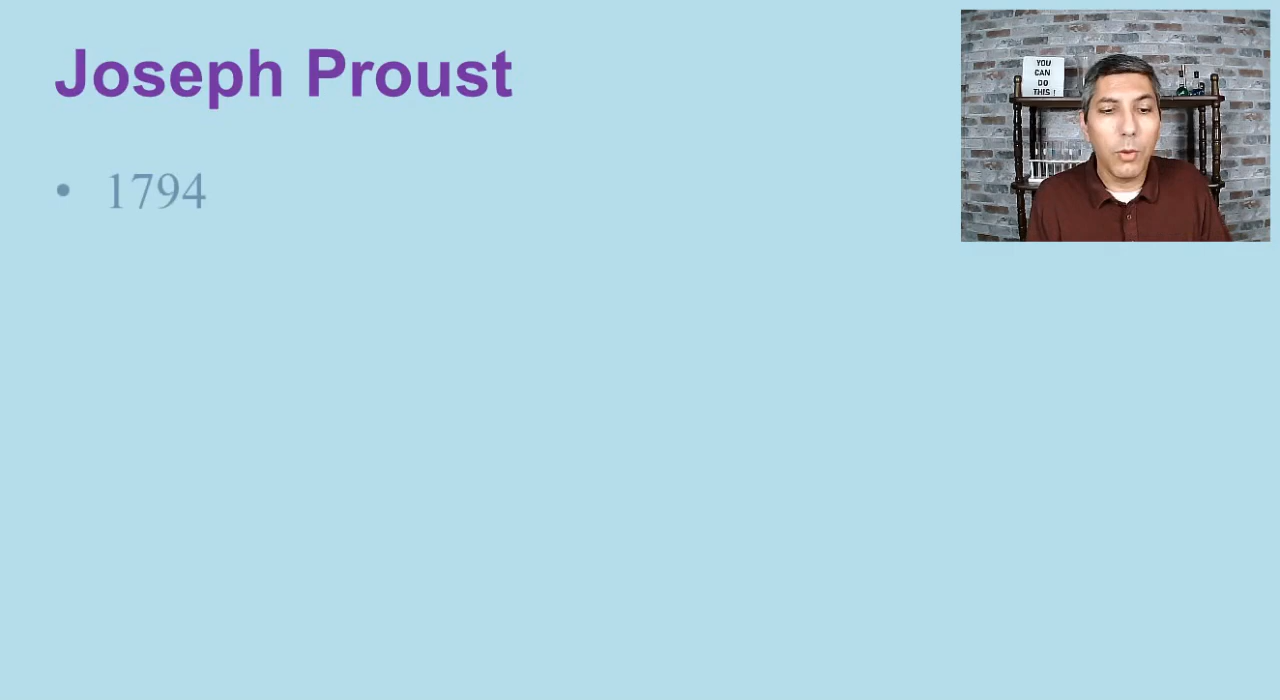 Joseph Proust
• 1794
YOU
CAN
DO
THIS !